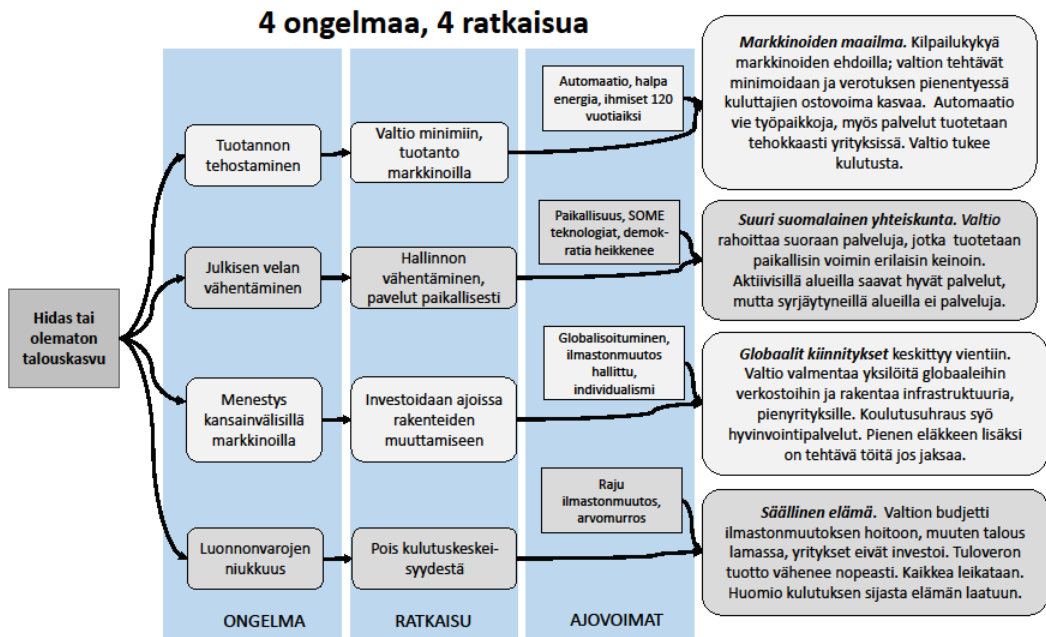 4 ongelmaa, 4 ratkaisua
Hidas tai
olematon
talouskasvu
Tuotannon
tehostaminen
Valtio minimiin,
tuotanto
markkinoilla
Automaatio, halpa
energia, ihmiset 120
vuotiaiksi
Markkinoiden maailma. Kilpailukykyä
markkinoiden ehdoilla; valtion tehtävät
minimoidaan ja verotuksen pienentyessä
kuluttajien ostovoima kasvaa. Automaatio
vie työpaikkoja, myös palvelut tuotetaan
tehokkaasti yrityksissä. Valtio tukee
kulutusta.
Julkisen velan
vähentäminen
Hallinnon
vähentäminen,
pavelut paikallisesti
Paikallisuus, SOME
teknologiat, demok-
ratia heikkenee
Suuri suomalainen yhteiskunta. Valtio
rahoittaa suoraan palveluja, jotka tuotetaan
paikallisin voimin erilaisin keinoin.
Aktiivisillä alueilla saavat hyvät palvelut,
mutta syrjäytyneillä alueilla ei palveluja.
Menestys
kansainvälisillä
markkinoilla
Investoidaan ajoissa
rakenteiden
muuttamiseen
Globalisoituminen,
ilmastonmuutos
hallittu,
individualismi
Globaalit kiinnitykset keskittyy vientiin.
Valtio valmentaa yksilöitä globaaleihin
verkostoihin ja rakentaa infrastruktuuria,
pienyrityksille. Koulutusuhraus syö
hyvinvointipalvelut. Pienen eläkkeen lisäksi
on tehtävä töitä jos jaksaa.
Luonnonvarojen
niukkuus
Pois kulutuskeskei-
syydestä
Raju
ilmastonmuutos,
arvomurros
Säällinen elämä. Valtion budjetti
ilmastonmuutoksen hoitoon, muuten talous
lamassa, yritykset eivät investoi. Tuloveron
tuotto vähenee nopeasti. Kaikkea leikataan.
Huomio kulutuksen sijasta elämän laatuun.
ONGELMA
RATKAISU
AJOVOIMAT